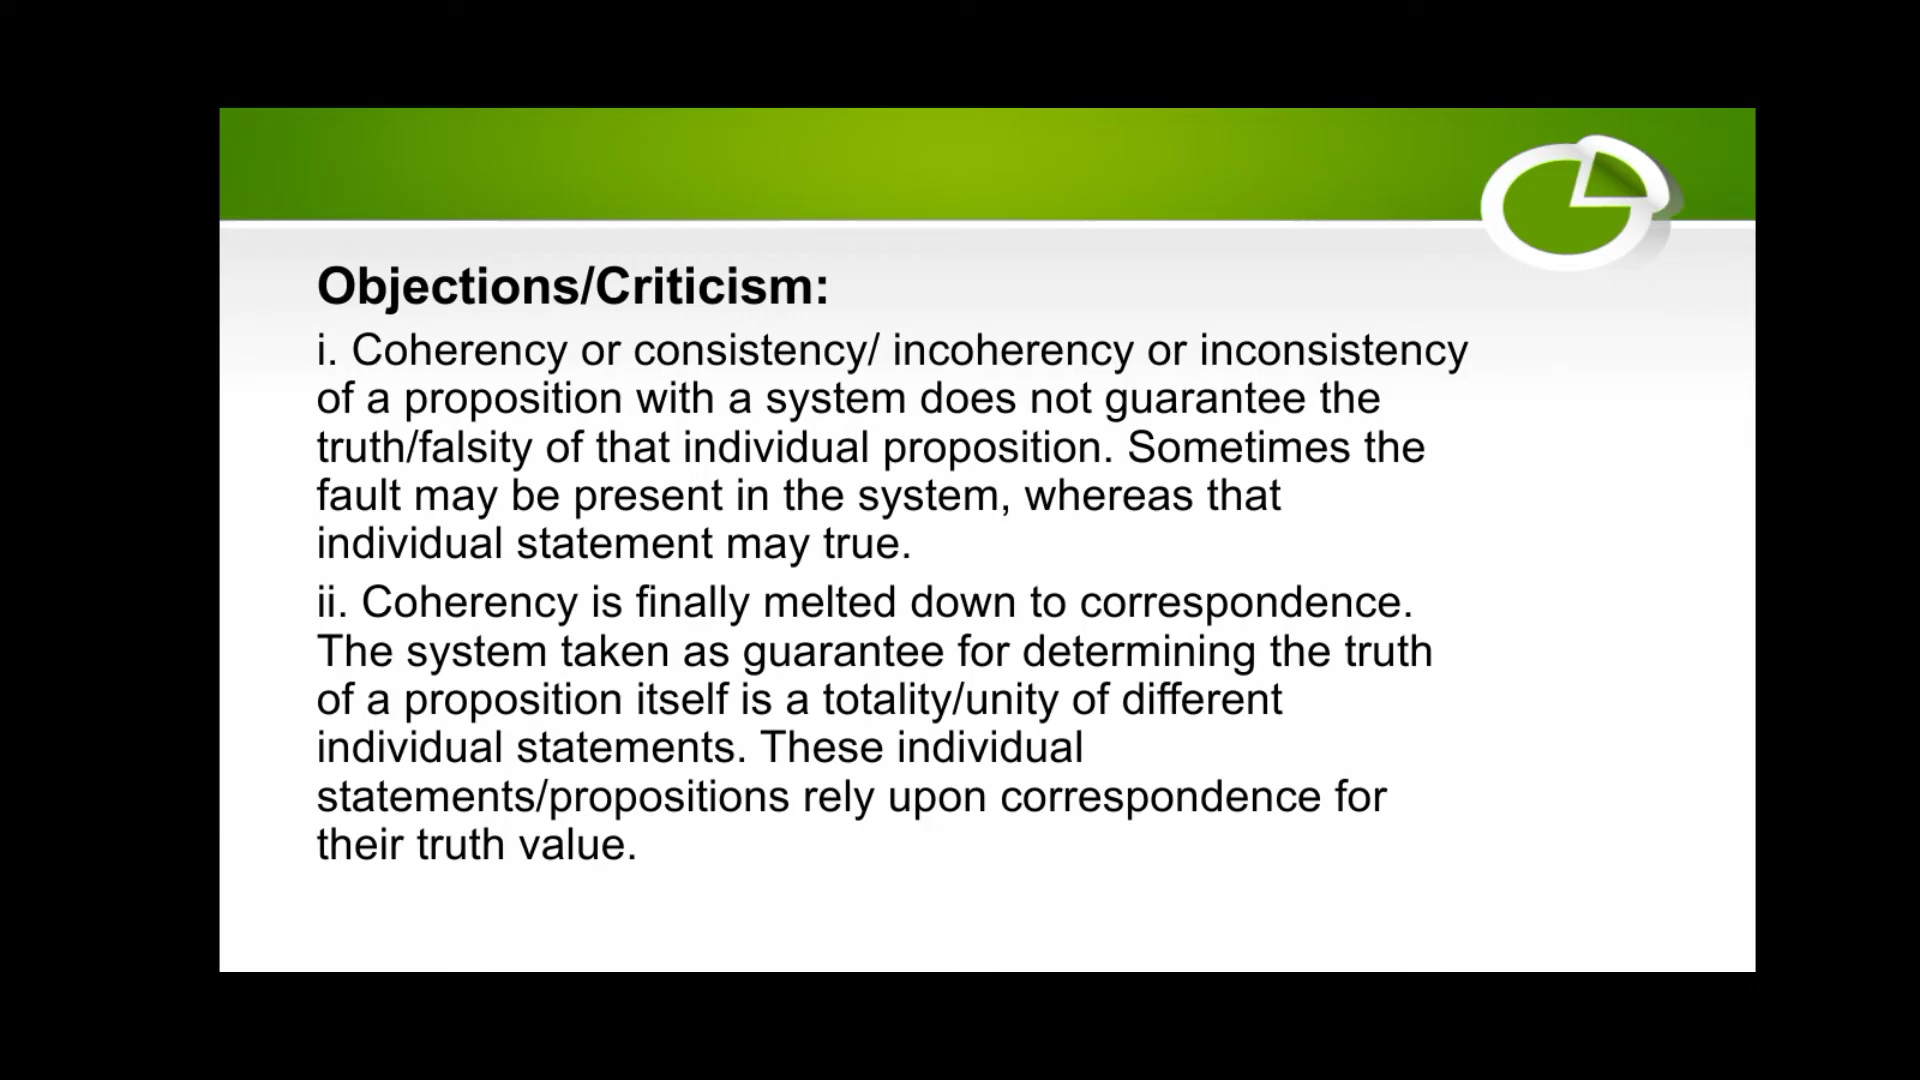 Objections/Criticism:
i. Coherency or consistency/ incoherency or inconsistency
of a proposition with a system does not guarantee the
truth/falsity of that individual proposition. Sometimes the
fault may be present in the system, whereas that
individual statement may true.
ii. Coherency is finally melted down to correspondence.
The system taken as guarantee for determining the truth
of a proposition itself is a totality/unity of different
individual statements. These individual
statements/propositions rely upon correspondence for
their truth value.